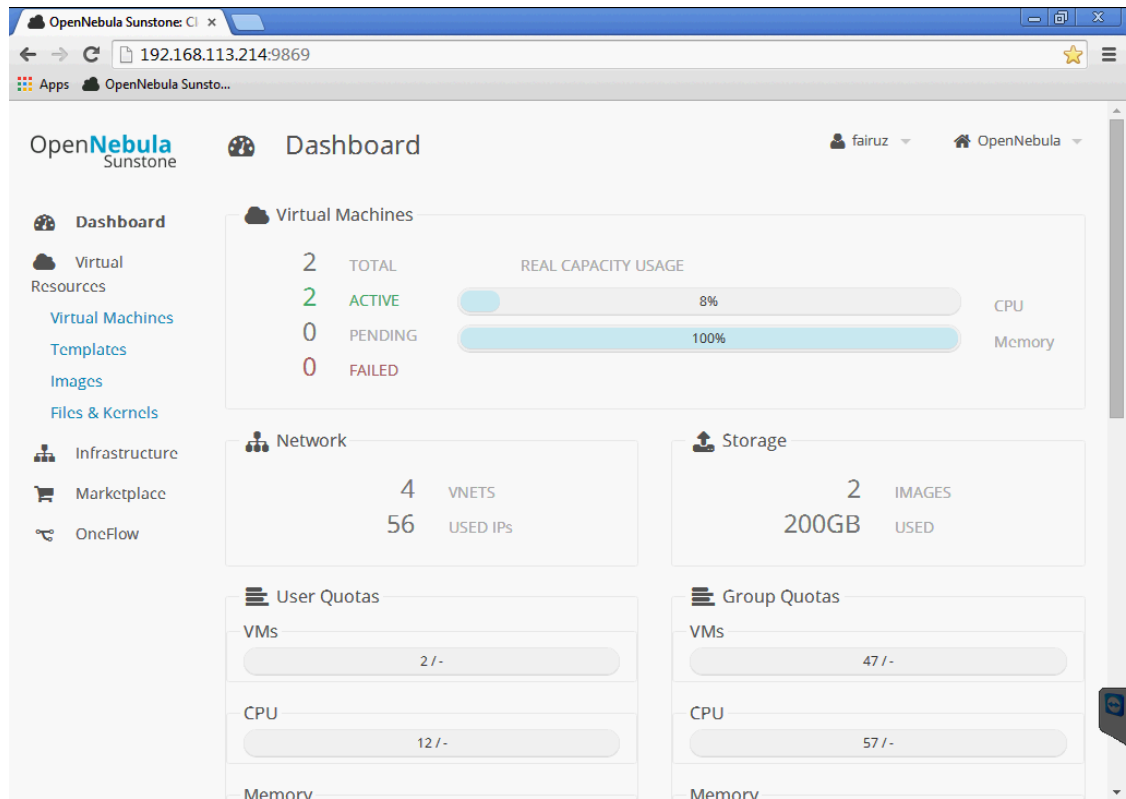 OpenNebula Sunstone: Cl
192.168.113.214:9869
Apps OpenNebula Sunsto...
OpenNebula
Sunstone
Dashboard
fairuz
OpenNebula
Dashboard
Virtual
Resources
Virtual Machines
Templates
Images
Files & Kernels
Infrastructure
Marketplace
OneFlow
Virtual Machines
2 TOTAL
REAL CAPACITY USAGE
2 ACTIVE
8% CPU
0 PENDING
100% Memory
0 FAILED
Network
4 VNETS
56 USED IPs
Storage
2 IMAGES
200GB USED
User Quotas
VMs
2 / -
CPU
12 / -
Memory
Group Quotas
VMs
47 / -
CPU
57 / -
Memory